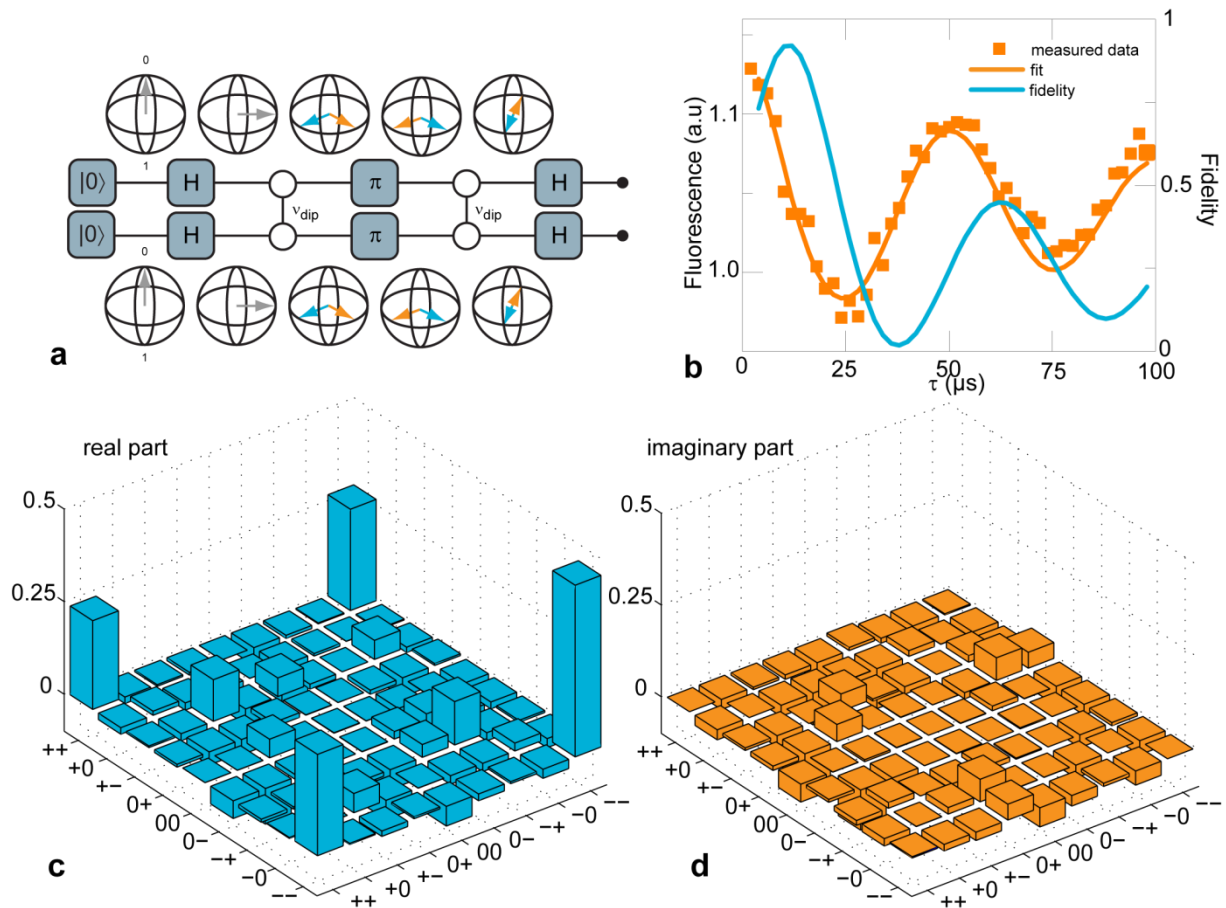 0
1
|0⟩ H π H
ν_dip ν_dip
|0⟩ H π H
0
1
a
measured data
fit
fidelity
Fluorescence (a.u)
1.1
1.0
Fidelity
1
0.5
0
0 25 50 75 100
τ (µs)
b
real part
0.5
0.25
0
++ +0 +− 0+ 00 0− −+ −0 −−
++ +0 +− 0+ 00 0− −+ −0 −−
c
imaginary part
0.5
0.25
0
++ +0 +− 0+ 00 0− −+ −0 −−
++ +0 +− 0+ 00 0− −+ −0 −−
d